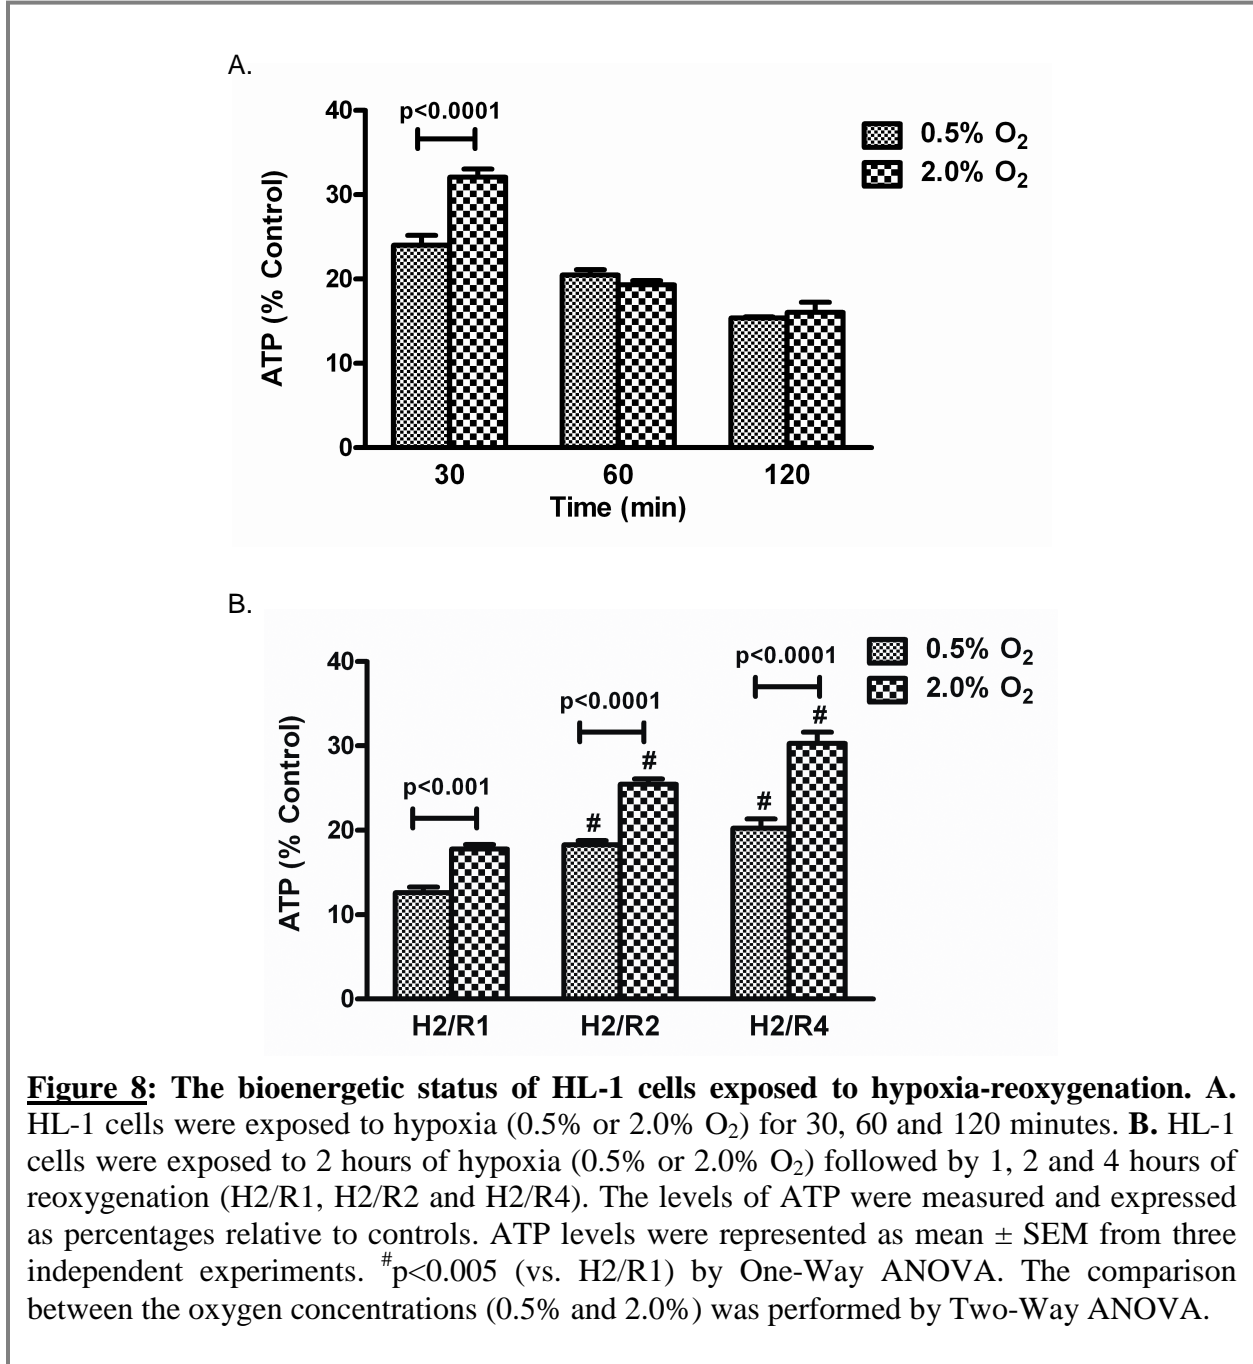 A.
40
p<0.0001
0.5% O₂
2.0% O₂
30
20
10
0
ATP (% Control)
30 60 120
Time (min)
B.
40
p<0.0001
0.5% O₂
2.0% O₂
p<0.0001
#
30
#
p<0.001
#
#
20
10
0
ATP (% Control)
H2/R1 H2/R2 H2/R4
Figure 8: The bioenergetic status of HL-1 cells exposed to hypoxia-reoxygenation. A.
HL-1 cells were exposed to hypoxia (0.5% or 2.0% O₂) for 30, 60 and 120 minutes. B. HL-1
cells were exposed to 2 hours of hypoxia (0.5% or 2.0% O₂) followed by 1, 2 and 4 hours of
reoxygenation (H2/R1, H2/R2 and H2/R4). The levels of ATP were measured and expressed
as percentages relative to controls. ATP levels were represented as mean ± SEM from three
independent experiments. #p<0.005 (vs. H2/R1) by One-Way ANOVA. The comparison
between the oxygen concentrations (0.5% and 2.0%) was performed by Two-Way ANOVA.